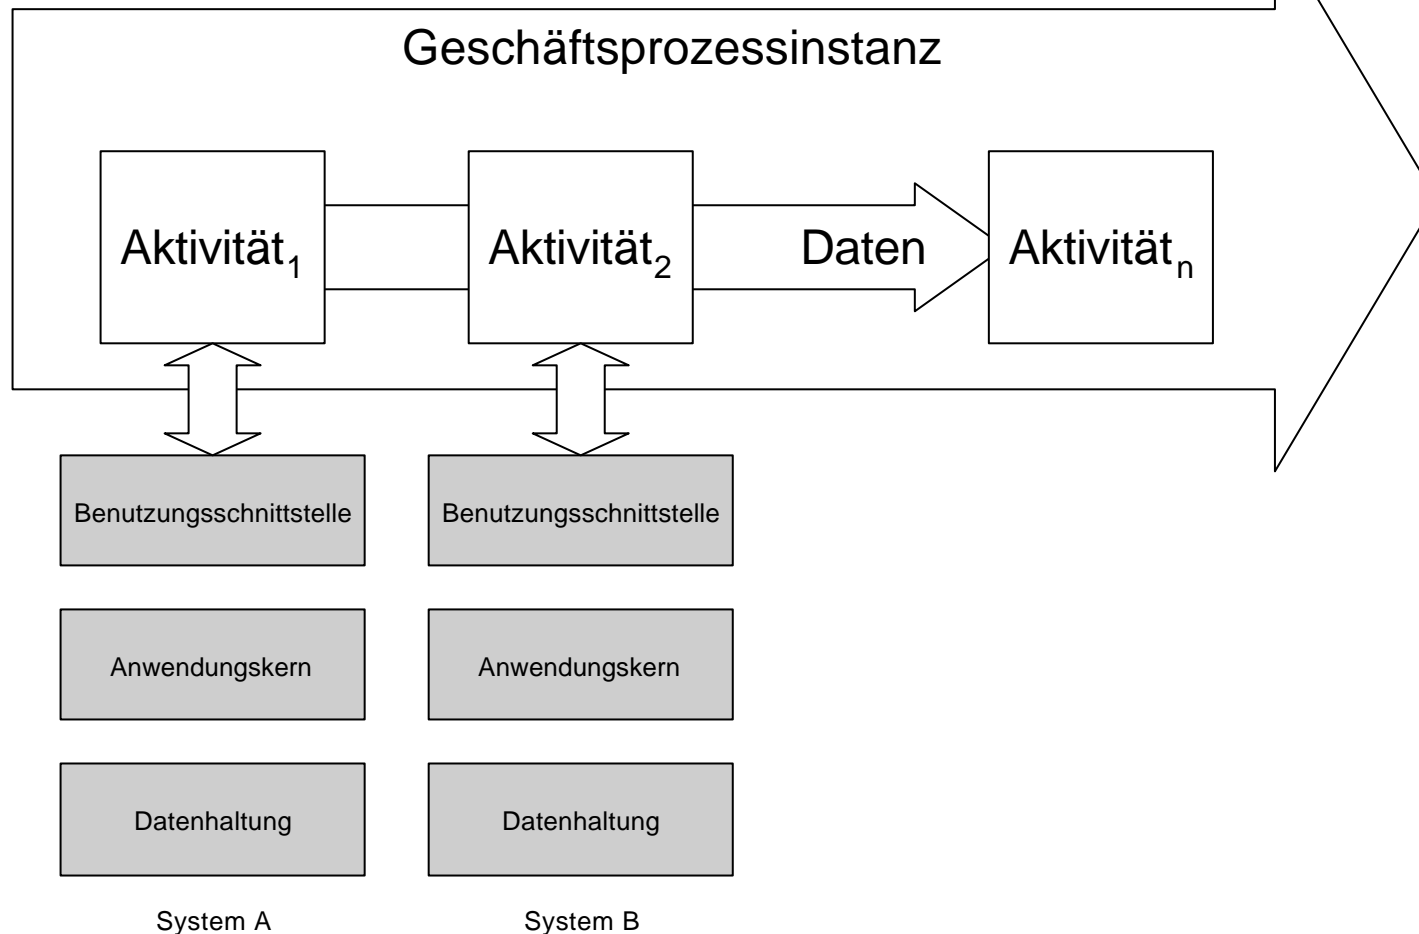 Geschäftsprozessinstanz
Aktivität1
Aktivität2
Daten
Aktivitätn
Benutzungsschnittstelle
Benutzungsschnittstelle
Anwendungskern
Anwendungskern
Datenhaltung
Datenhaltung
System A
System B